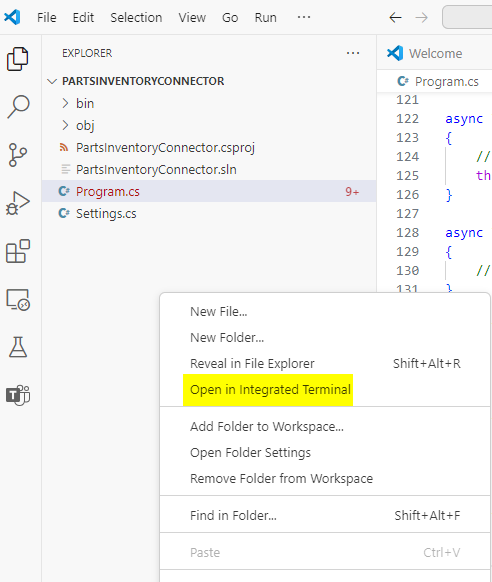 File Edit Selection View Go Run ···
EXPLORER ···
Welcome
PARTSINVENTORYCONNECTOR
Program.cs
bin
obj
PartsInventoryConnector.csproj
PartsInventoryConnector.sln
Program.cs 9+
Settings.cs
121
122 async
123 {
124 //
125 th
126 }
127
128 async
129 {
130 //
131 }
New File...
New Folder...
Reveal in File Explorer Shift+Alt+R
Open in Integrated Terminal
Add Folder to Workspace...
Open Folder Settings
Remove Folder from Workspace
Find in Folder... Shift+Alt+F
Paste Ctrl+V